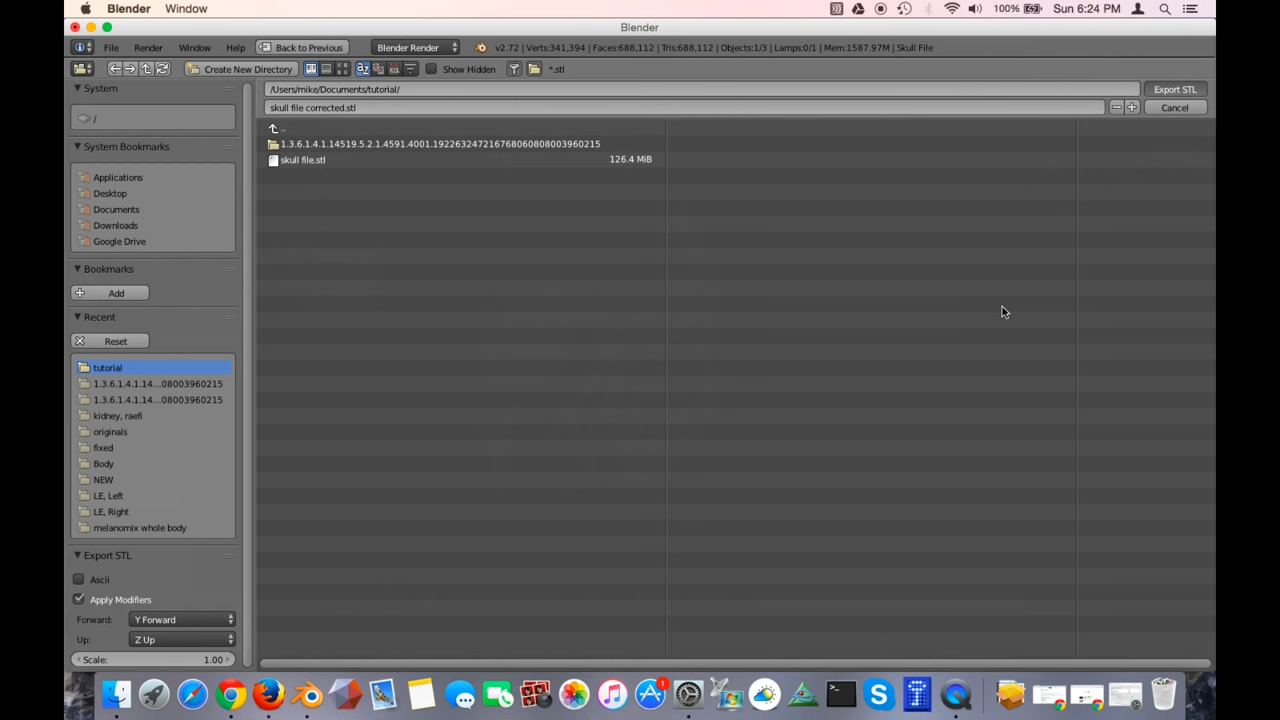 Blender Window 100% Sun 6:24 PM
Blender
File Render Window Help Back to Previous Blender Render v2.72 | Verts:341,394 | Faces:688,112 | Tris:688,112 | Objects:1/3 | Lamps:0/1 | Mem:1587.97M | Skull File
Create New Directory Show Hidden *.stl
System
/Users/mike/Documents/tutorial/ Export STL
skull file corrected.stl Cancel
/
..
System Bookmarks
1.3.6.1.4.1.14519.5.2.1.4591.4001.192263247216768060808003960215
skull file.stl 126.4 MiB
Applications
Desktop
Documents
Downloads
Google Drive
Bookmarks
Add
Recent
Reset
tutorial
1.3.6.1.4.1.14...08003960215
1.3.6.1.4.1.14...08003960215
kidney, raefi
originals
fixed
Body
NEW
LE, Left
LE, Right
melanomix whole body
Export STL
Ascii
Apply Modifiers
Forward: Y Forward
Up: Z Up
Scale: 1.00
1